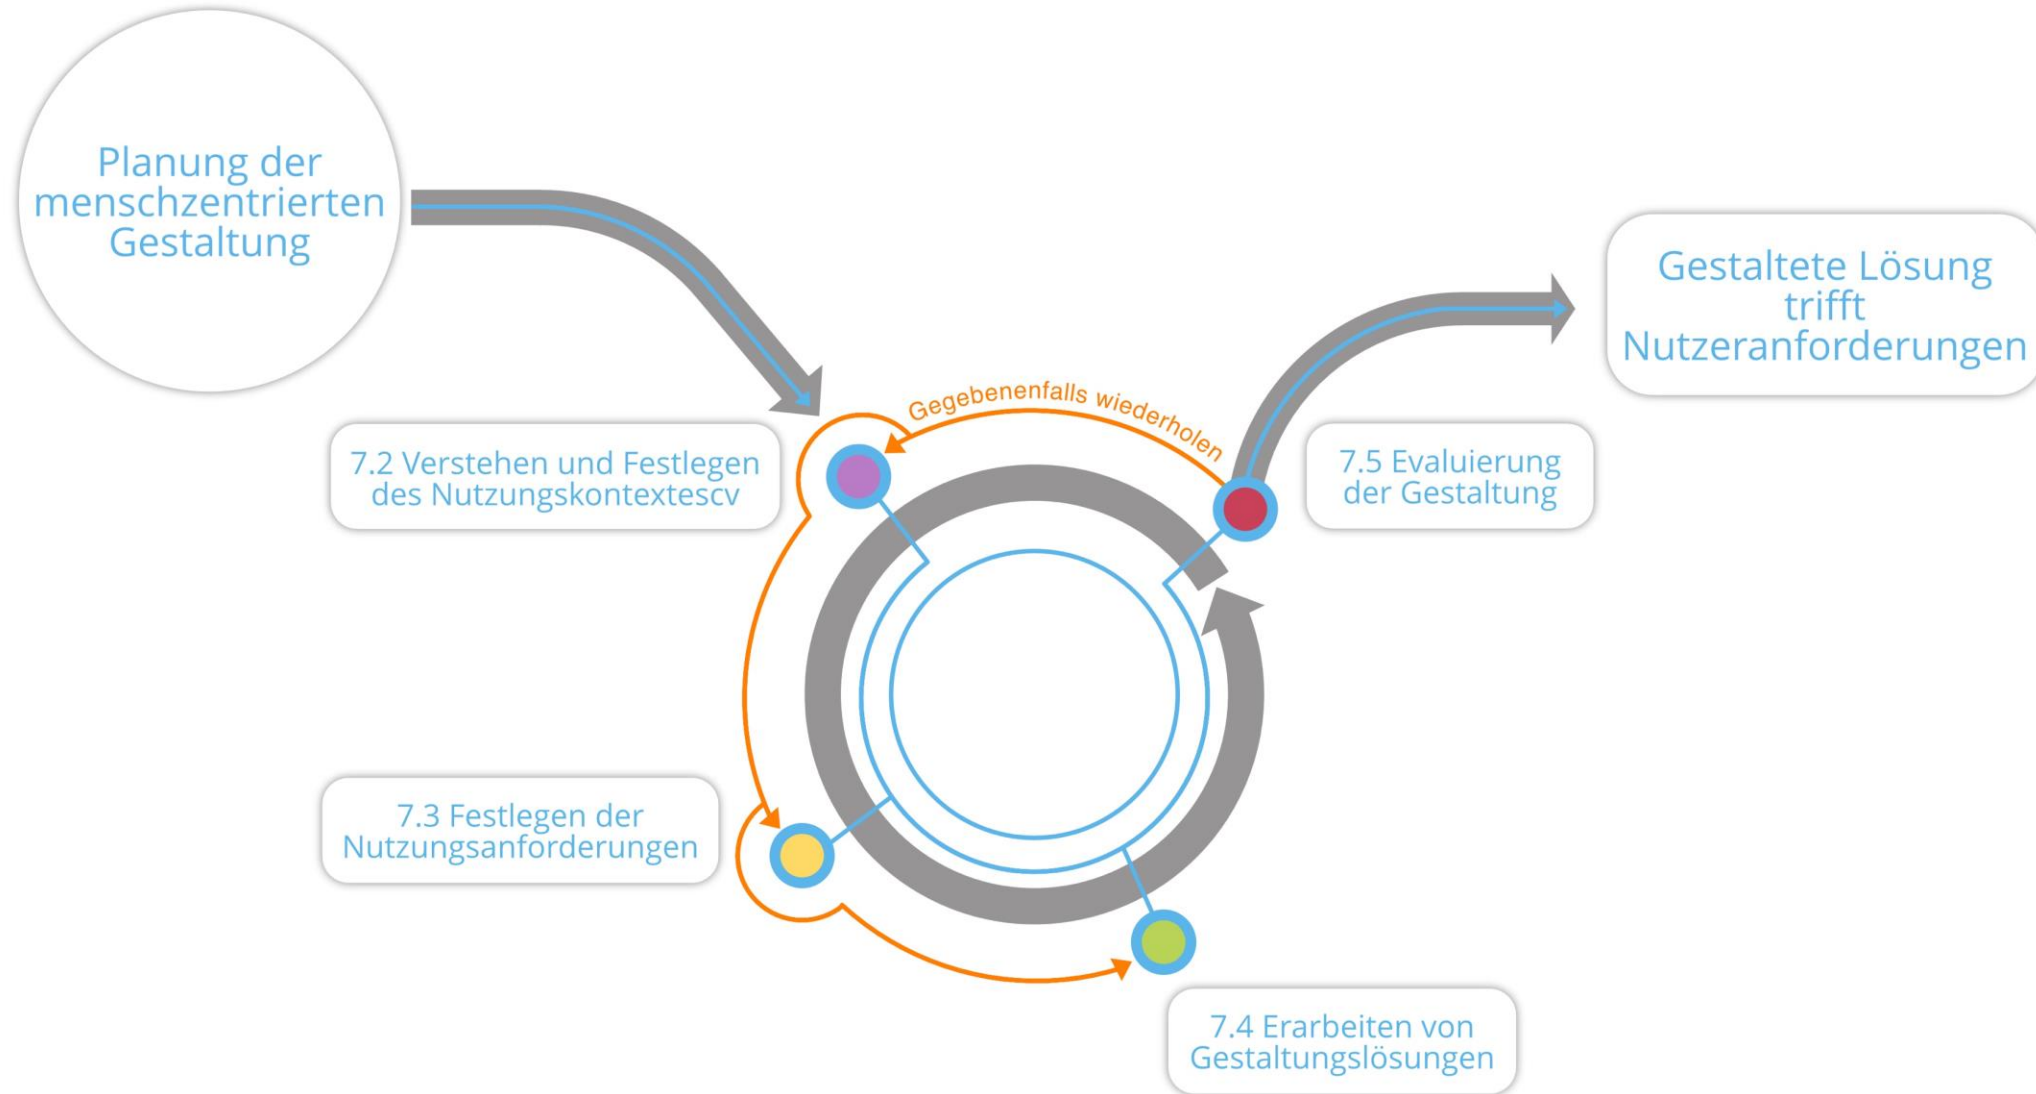 Planung der
menschzentrierten
Gestaltung
Gestaltete Lösung
trifft
Nutzeranforderungen
Gegebenenfalls wiederholen
7.2 Verstehen und Festlegen
des Nutzungskontextescv
7.5 Evaluierung
der Gestaltung
7.3 Festlegen der
Nutzungsanforderungen
7.4 Erarbeiten von
Gestaltungslösungen